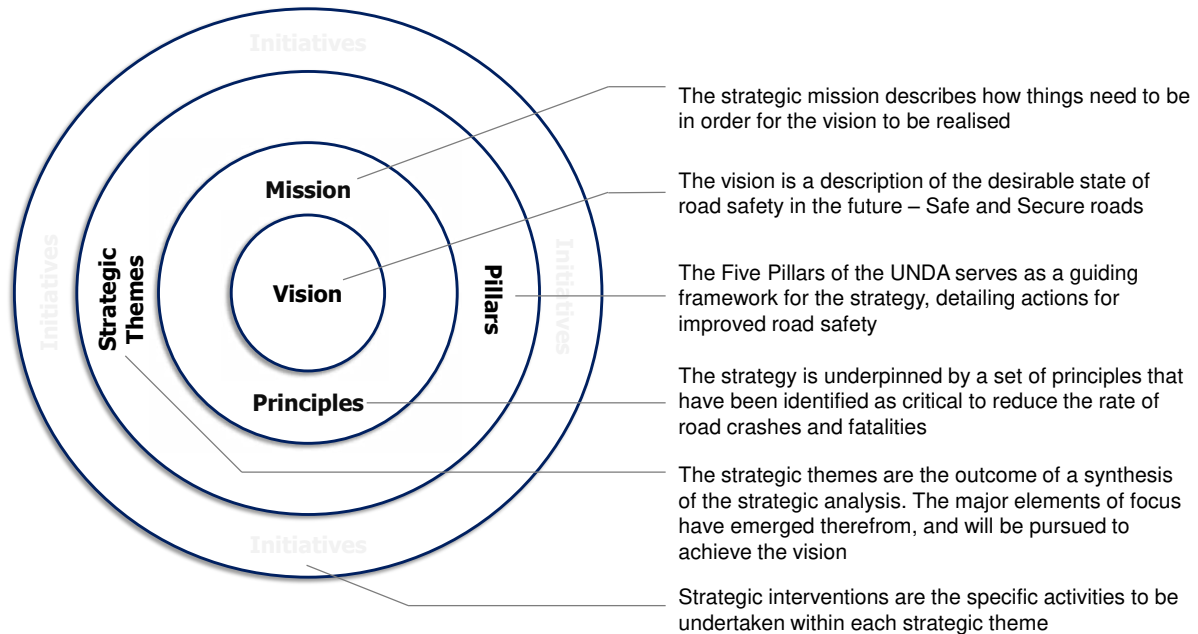 Initiatives
Mission
Vision
Principles
Strategic
Themes
Pillars
Initiatives
Initiatives
Initiatives
The strategic mission describes how things need to be
in order for the vision to be realised
The vision is a description of the desirable state of
road safety in the future – Safe and Secure roads
The Five Pillars of the UNDA serves as a guiding
framework for the strategy, detailing actions for
improved road safety
The strategy is underpinned by a set of principles that
have been identified as critical to reduce the rate of
road crashes and fatalities
The strategic themes are the outcome of a synthesis
of the strategic analysis. The major elements of focus
have emerged therefrom, and will be pursued to
achieve the vision
Strategic interventions are the specific activities to be
undertaken within each strategic theme